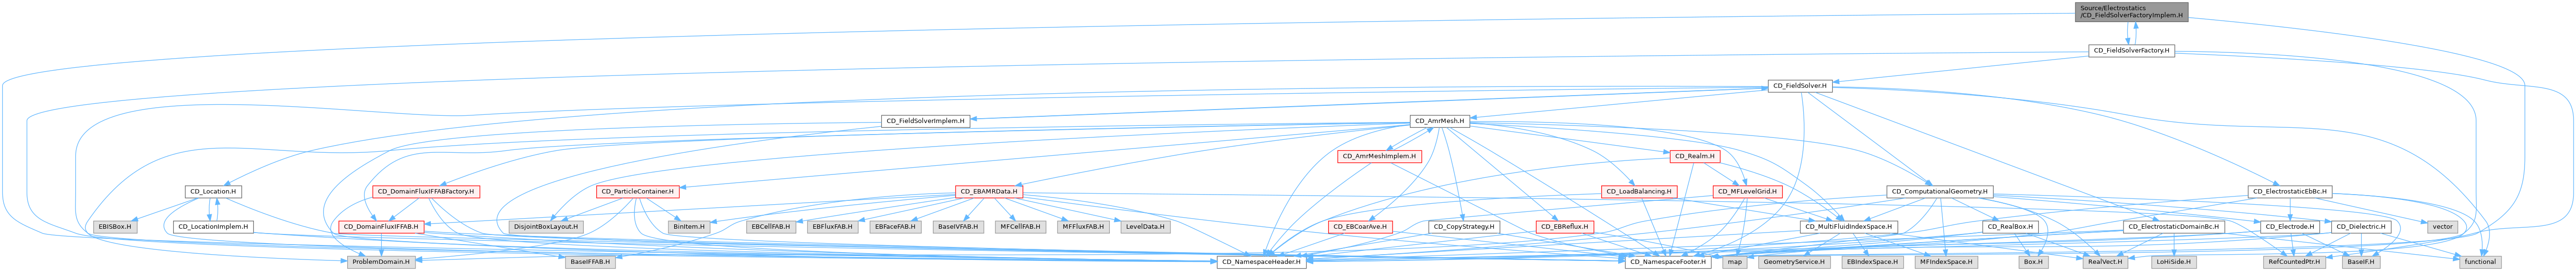 Source/Electrostatics
/CD_FieldSolverFactoryImplem.H
CD_FieldSolverFactory.H
CD_FieldSolver.H
CD_FieldSolverImplem.H
CD_AmrMesh.H
CD_AmrMeshImplem.H
CD_Realm.H
CD_Location.H
CD_DomainFluxIFFABFactory.H
CD_ParticleContainer.H
CD_EBAMRData.H
CD_LoadBalancing.H
CD_MFLevelGrid.H
CD_ComputationalGeometry.H
CD_ElectrostaticEbBc.H
EBISBox.H
CD_LocationImplem.H
CD_DomainFluxIFFAB.H
DisjointBoxLayout.H
BinItem.H
EBCellFAB.H
EBFluxFAB.H
EBFaceFAB.H
BaseIVFAB.H
MFCellFAB.H
MFFluxFAB.H
LevelData.H
CD_EBCoarAve.H
CD_CopyStrategy.H
CD_EBReflux.H
CD_MultiFluidIndexSpace.H
CD_RealBox.H
CD_ElectrostaticDomainBc.H
CD_Electrode.H
CD_Dielectric.H
vector
ProblemDomain.H
BaseIFFAB.H
CD_NamespaceHeader.H
CD_NamespaceFooter.H
map
GeometryService.H
EBIndexSpace.H
MFIndexSpace.H
Box.H
RealVect.H
LoHiSide.H
RefCountedPtr.H
BaseIF.H
functional